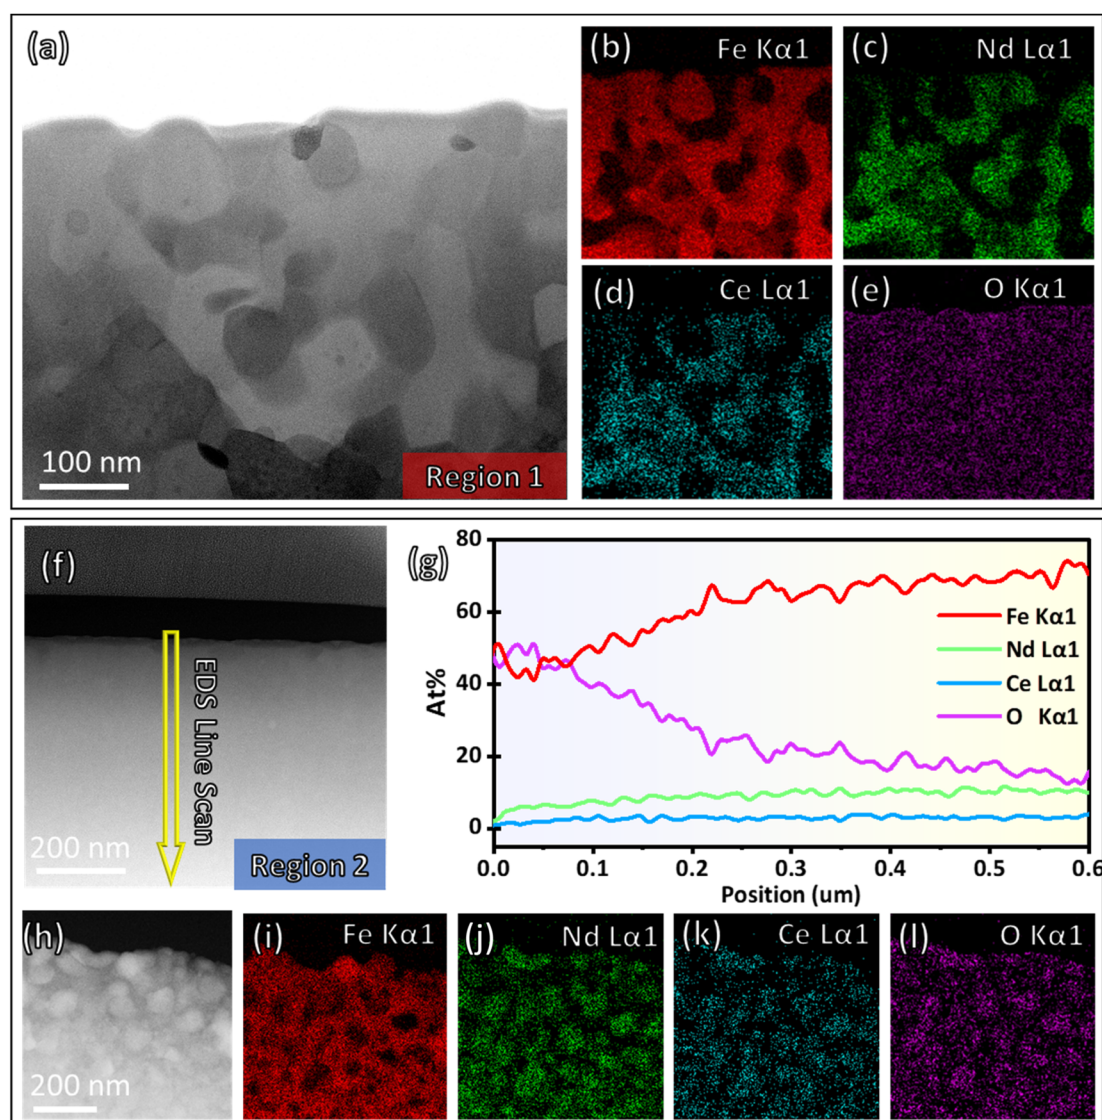 (a)
100 nm
Region 1
(b) Fe Kα1
(c) Nd Lα1
(d) Ce Lα1
(e) O Kα1
(f)
EDS Line Scan
200 nm
Region 2
(g)
80
60
40
20
0
At%
Fe Kα1
Nd Lα1
Ce Lα1
O Kα1
0.0 0.1 0.2 0.3 0.4 0.5 0.6
Position (um)
(h)
200 nm
(i) Fe Kα1
(j) Nd Lα1
(k) Ce Lα1
(l) O Kα1